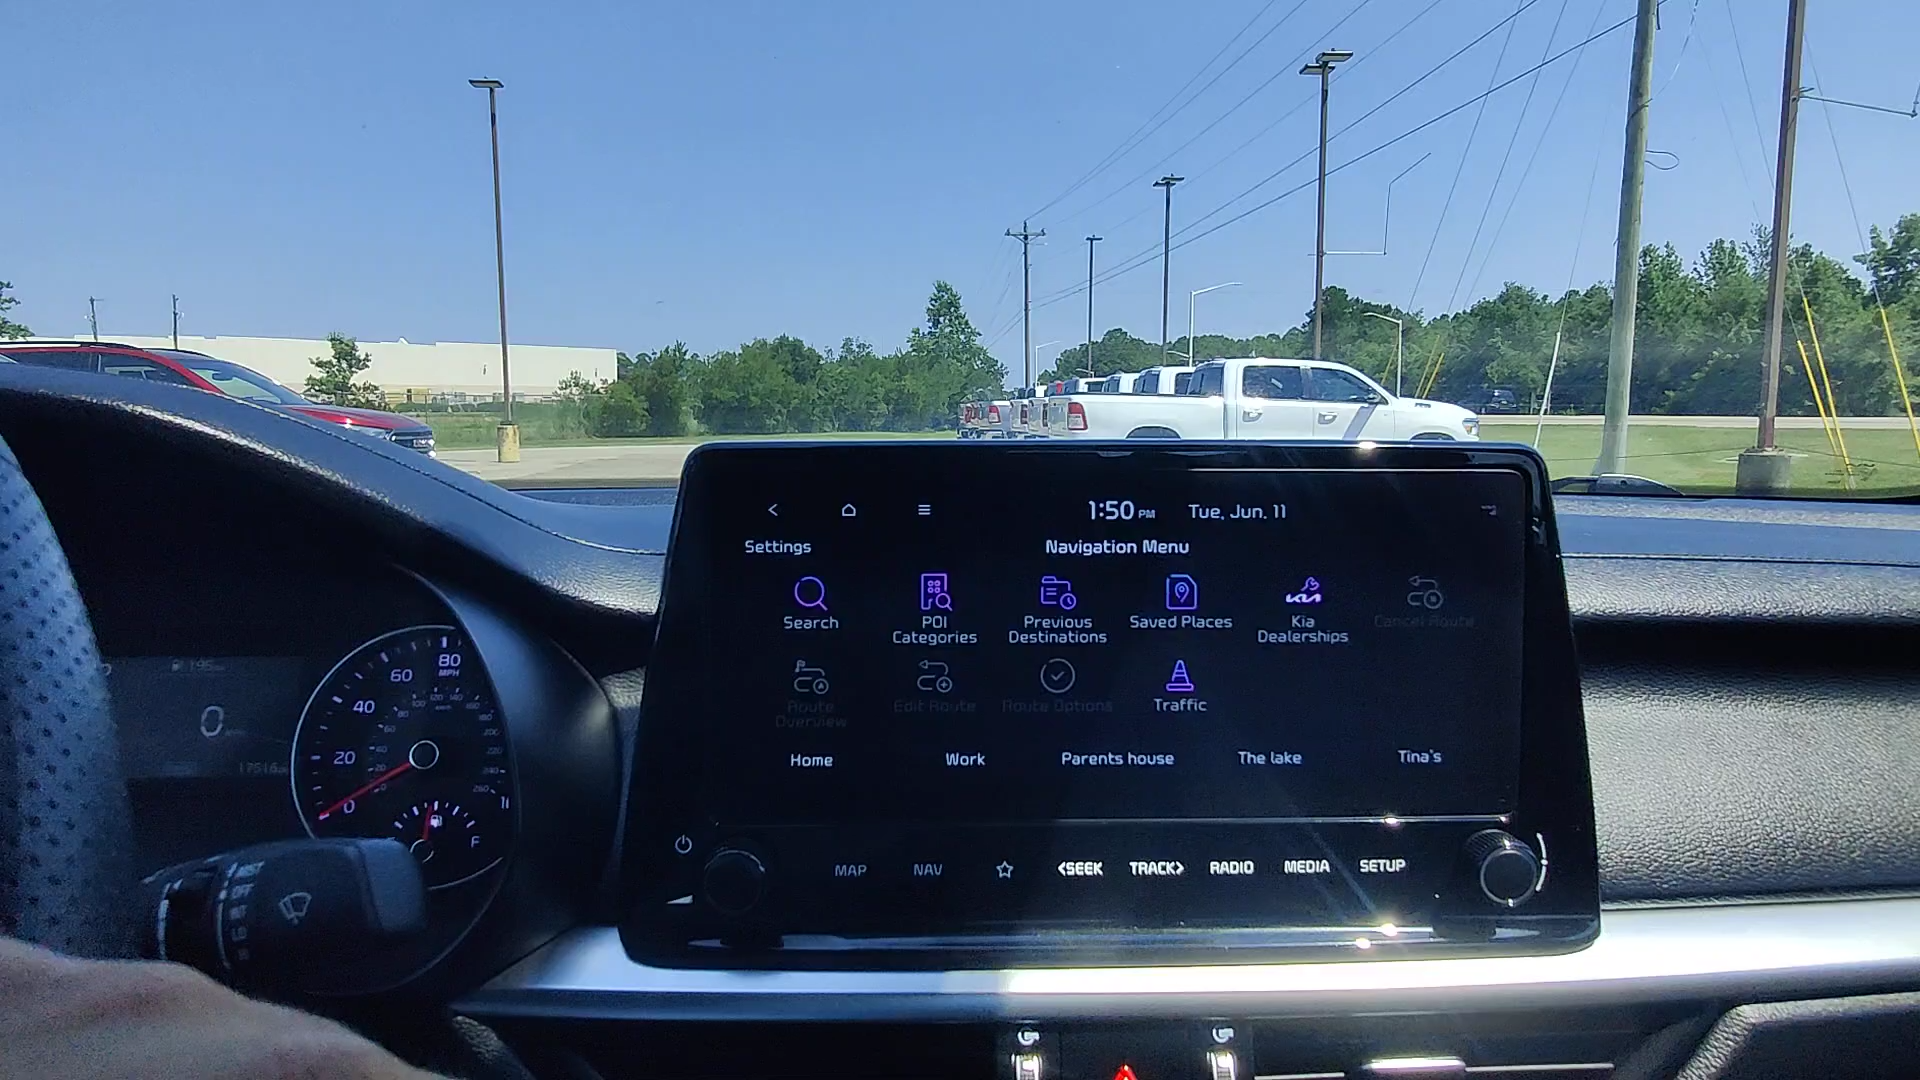 1:50 PM Tue, Jun. 11
Settings
Navigation Menu
Search
POI
Categories
Previous
Destinations
Saved Places
Kia
Dealerships
Cancel Route
Route
Overview
Edit Route
Route Options
Traffic
Home
Work
Parents house
The lake
Tina's
MAP
NAV
<SEEK
TRACK>
RADIO
MEDIA
SETUP
80
MPH
60
40
20
0
F
0